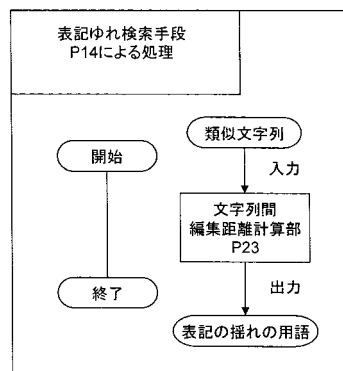 表記ゆれ検索手段
P14による処理
類似文字列
開始
入力
文字列間
編集距離計算部
P23
出力
終了
表記の揺れの用語